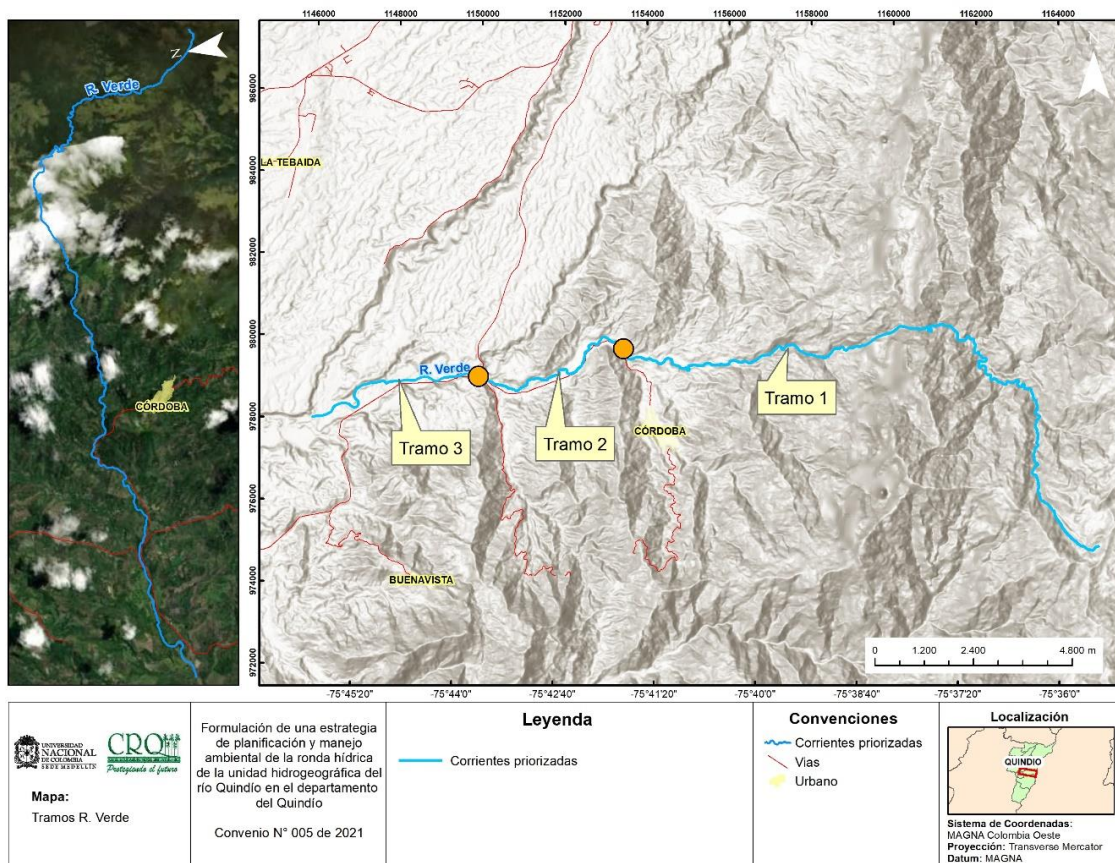 N
R. Verde
CÓRDOBA
1146000 1148000 1150000 1152000 1154000 1156000 1158000 1160000 1162000 1164000
986000
984000
982000
980000
978000
976000
974000
972000
LA TEBAIDA
R. Verde
Tramo 1
Tramo 2
Tramo 3
CÓRDOBA
BUENAVISTA
0 1.200 2.400 4.800 m
-75°45'20" -75°44'0" -75°42'40" -75°41'20" -75°40'0" -75°38'40" -75°37'20" -75°36'0"
UNIVERSIDAD
NACIONAL
DE COLOMBIA
SEDE MEDELLÍN
CRQ
Protegiendo el futuro
Mapa:
Tramos R. Verde
Formulación de una estrategia
de planificación y manejo
ambiental de la ronda hídrica
de la unidad hidrogeográfica del
río Quindío en el departamento
del Quindío
Convenio N° 005 de 2021
Leyenda
Corrientes priorizadas
Convenciones
Corrientes priorizadas
Vias
Urbano
Localización
QUINDIO
Sistema de Coordenadas:
MAGNA Colombia Oeste
Proyección: Transverse Mercator
Datum: MAGNA